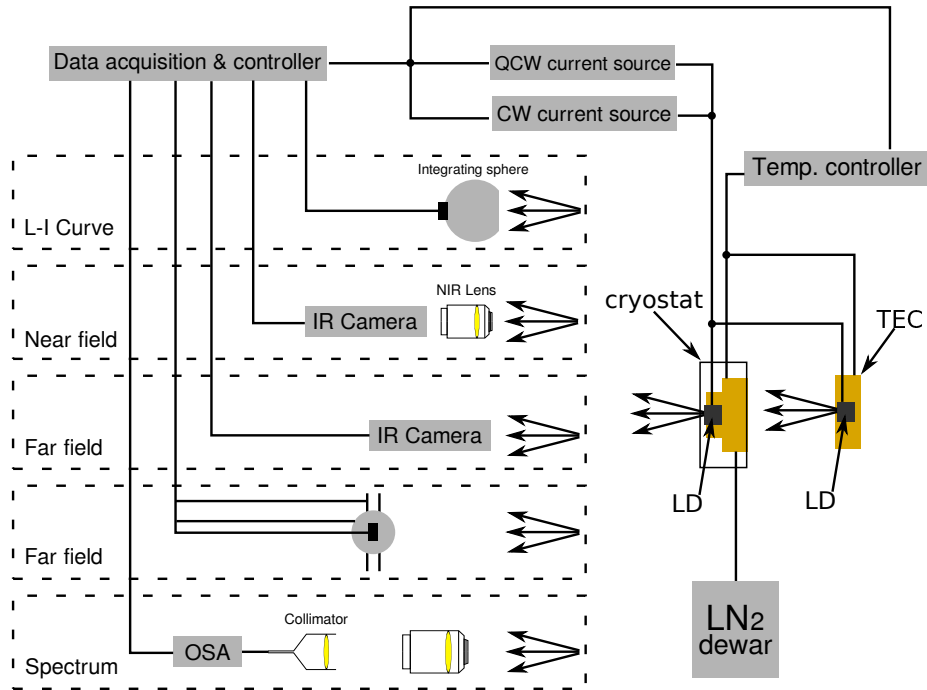 Data acquisition & controller
QCW current source
CW current source
Temp. controller
Integrating sphere
L-I Curve
NIR Lens
IR Camera
Near field
cryostat
TEC
IR Camera
Far field
LD
LD
Far field
Collimator
OSA
Spectrum
LN2
dewar